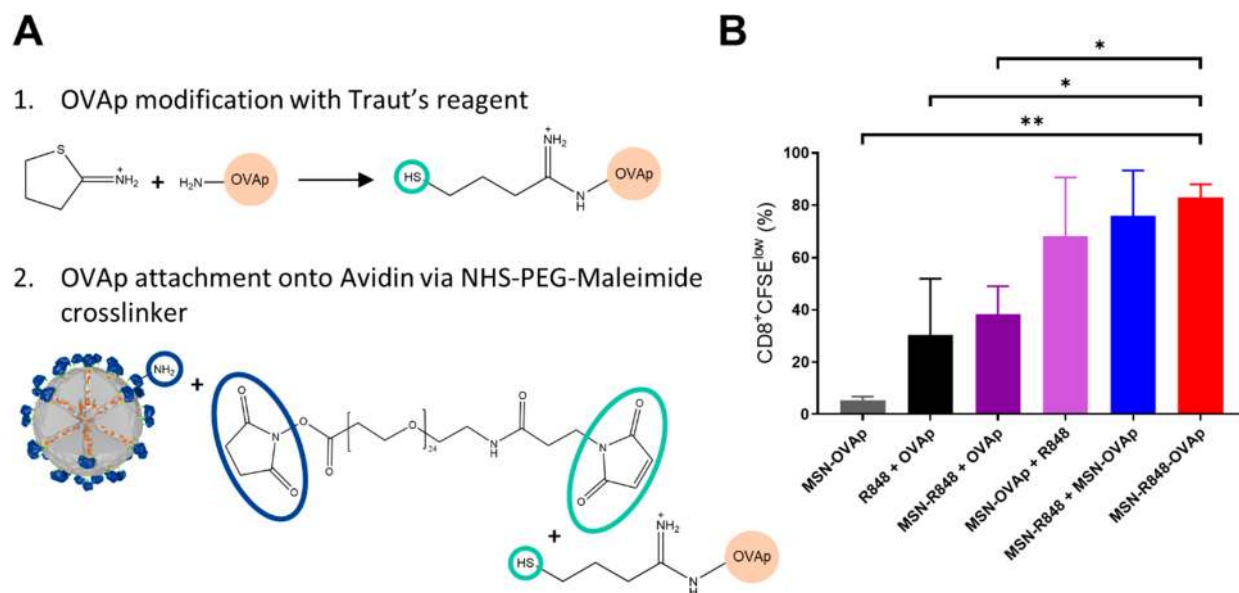 A
1. OVAp modification with Traut's reagent
S
+
NH2
+
H2N
OVAp
HS
+
NH2
N
H
OVAp
2. OVAp attachment onto Avidin via NHS-PEG-Maleimide
crosslinker
NH2
+
O
N
O
O
O
O
24
N
H
O
O
N
O
+
HS
+
NH2
N
H
OVAp
B
*
*
**
CD8+CFSElow (%)
100
80
60
40
20
0
MSN-OVAp
R848 + OVAp
MSN-R848 + OVAp
MSN-OVAp + R848
MSN-R848 + MSN-OVAp
MSN-R848-OVAp